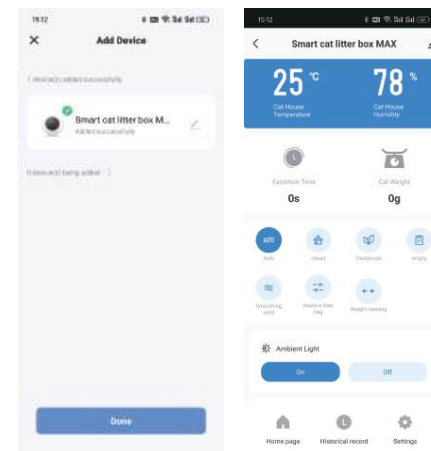 15:12
Add Device
1 device(s) added successfully
Smart cat litter box M...
Added successfully
0 device(s) being added
Done
15:12
Smart cat litter box MAX
25 °C
78 %
Cat House
Temperature
Cat House
Humidity
Excretion Time
Cat Weight
0s
0g
AUTO
Auto
clean
Deodorize
empty
Smoothing
sand
Replace litter
bag
Weight clearing
Ambient Light
On
Off
Home page
Historical record
Settings